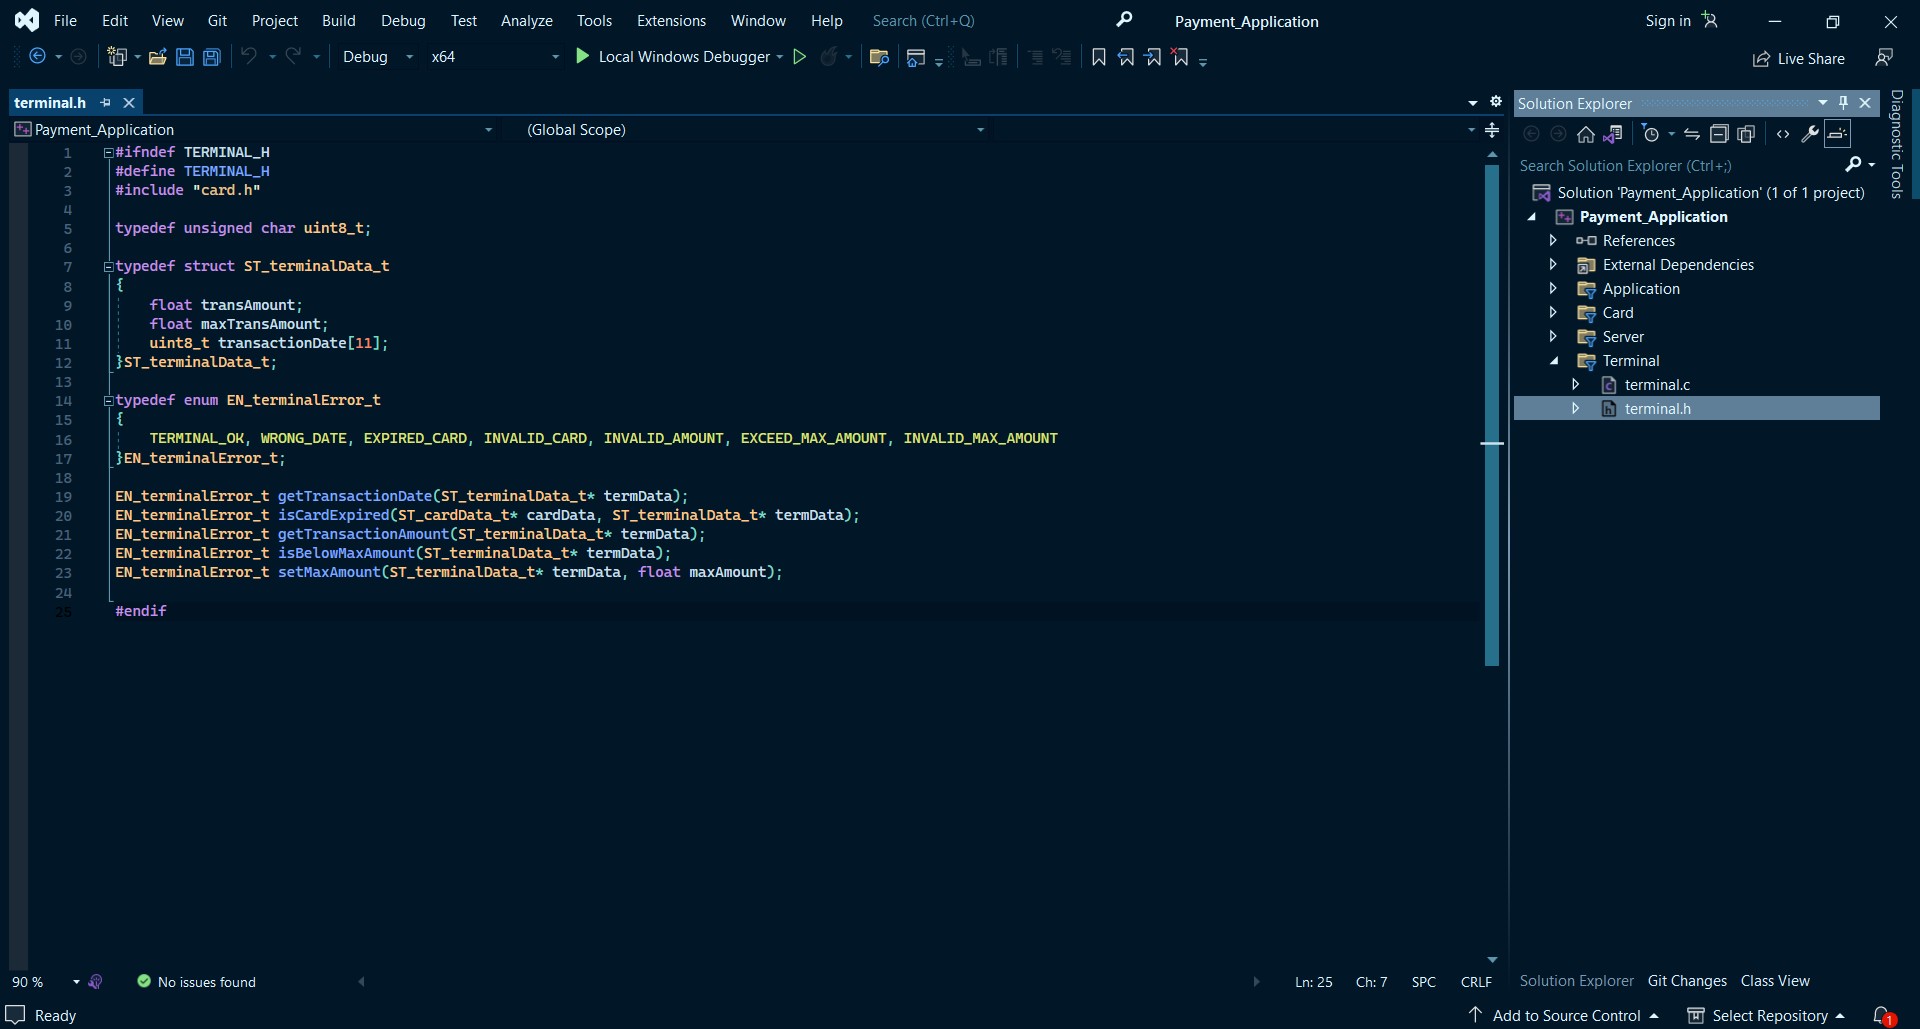 File Edit View Git Project Build Debug Test Analyze Tools Extensions Window Help Search (Ctrl+Q) Payment_Application Sign in
Debug x64 Local Windows Debugger Live Share
terminal.h
Payment_Application (Global Scope)
1 #ifndef TERMINAL_H
2 #define TERMINAL_H
3 #include "card.h"
4
5 typedef unsigned char uint8_t;
6
7 typedef struct ST_terminalData_t
8 {
9 float transAmount;
10 float maxTransAmount;
11 uint8_t transactionDate[11];
12 }ST_terminalData_t;
13
14 typedef enum EN_terminalError_t
15 {
16 TERMINAL_OK, WRONG_DATE, EXPIRED_CARD, INVALID_CARD, INVALID_AMOUNT, EXCEED_MAX_AMOUNT, INVALID_MAX_AMOUNT
17 }EN_terminalError_t;
18
19 EN_terminalError_t getTransactionDate(ST_terminalData_t* termData);
20 EN_terminalError_t isCardExpired(ST_cardData_t* cardData, ST_terminalData_t* termData);
21 EN_terminalError_t getTransactionAmount(ST_terminalData_t* termData);
22 EN_terminalError_t isBelowMaxAmount(ST_terminalData_t* termData);
23 EN_terminalError_t setMaxAmount(ST_terminalData_t* termData, float maxAmount);
24
25 #endif
90 % No issues found Ln: 25 Ch: 7 SPC CRLF
Solution Explorer
Search Solution Explorer (Ctrl+;)
Solution 'Payment_Application' (1 of 1 project)
Payment_Application
References
External Dependencies
Application
Card
Server
Terminal
terminal.c
terminal.h
Solution Explorer Git Changes Class View
Diagnostic Tools
Ready Add to Source Control Select Repository 1